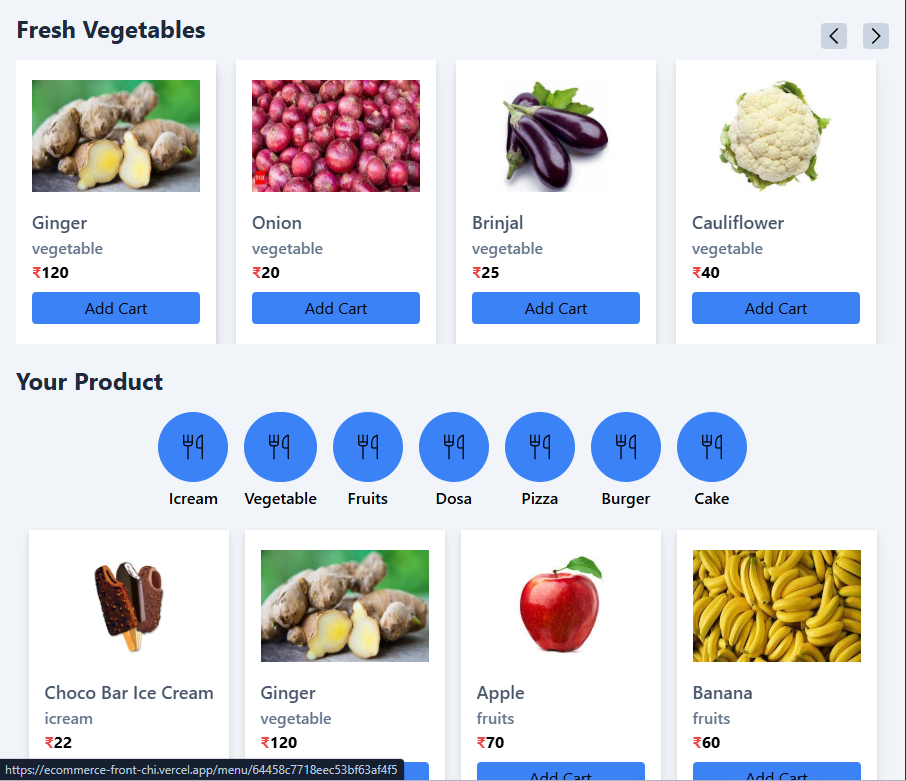 Fresh Vegetables
Ginger
vegetable
₹120
Add Cart
TOI
Onion
vegetable
₹20
Add Cart
Brinjal
vegetable
₹25
Add Cart
Cauliflower
vegetable
₹40
Add Cart
Your Product
Icream
Vegetable
Fruits
Dosa
Pizza
Burger
Cake
Choco Bar Ice Cream
icream
₹22
Ginger
vegetable
₹120
Apple
fruits
₹70
Add Cart
Banana
fruits
₹60
Add Cart
https://ecommerce-front-chi.vercel.app/menu/64458c7718eec53bf63af4f5